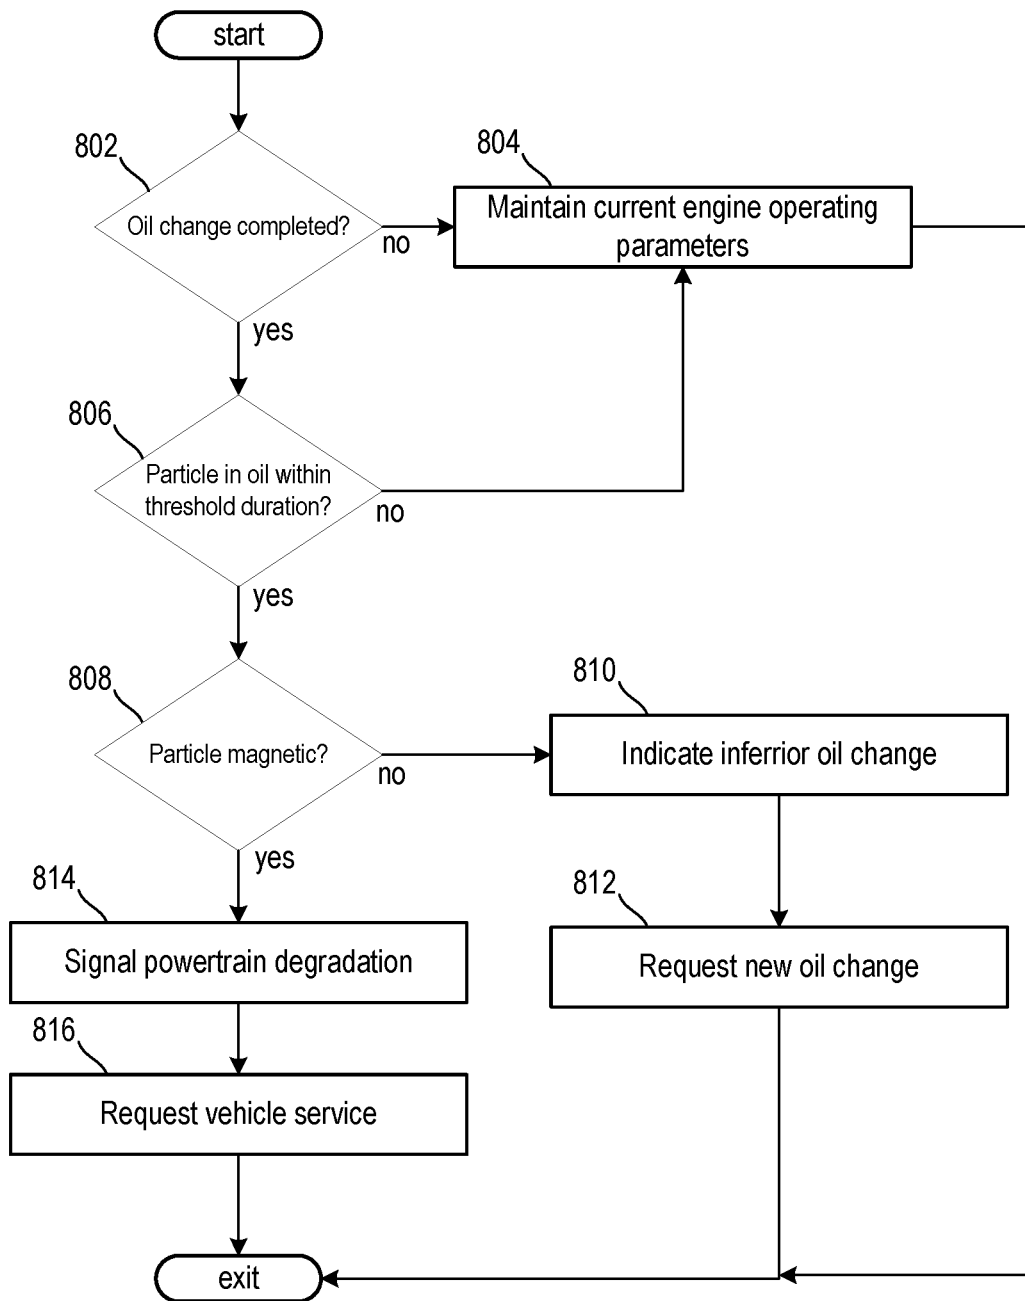 start
802
Oil change completed?
no
804
Maintain current engine operating
parameters
yes
806
Particle in oil within
threshold duration?
no
yes
808
Particle magnetic?
no
810
Indicate inferrior oil change
yes
814
Signal powertrain degradation
812
Request new oil change
816
Request vehicle service
exit